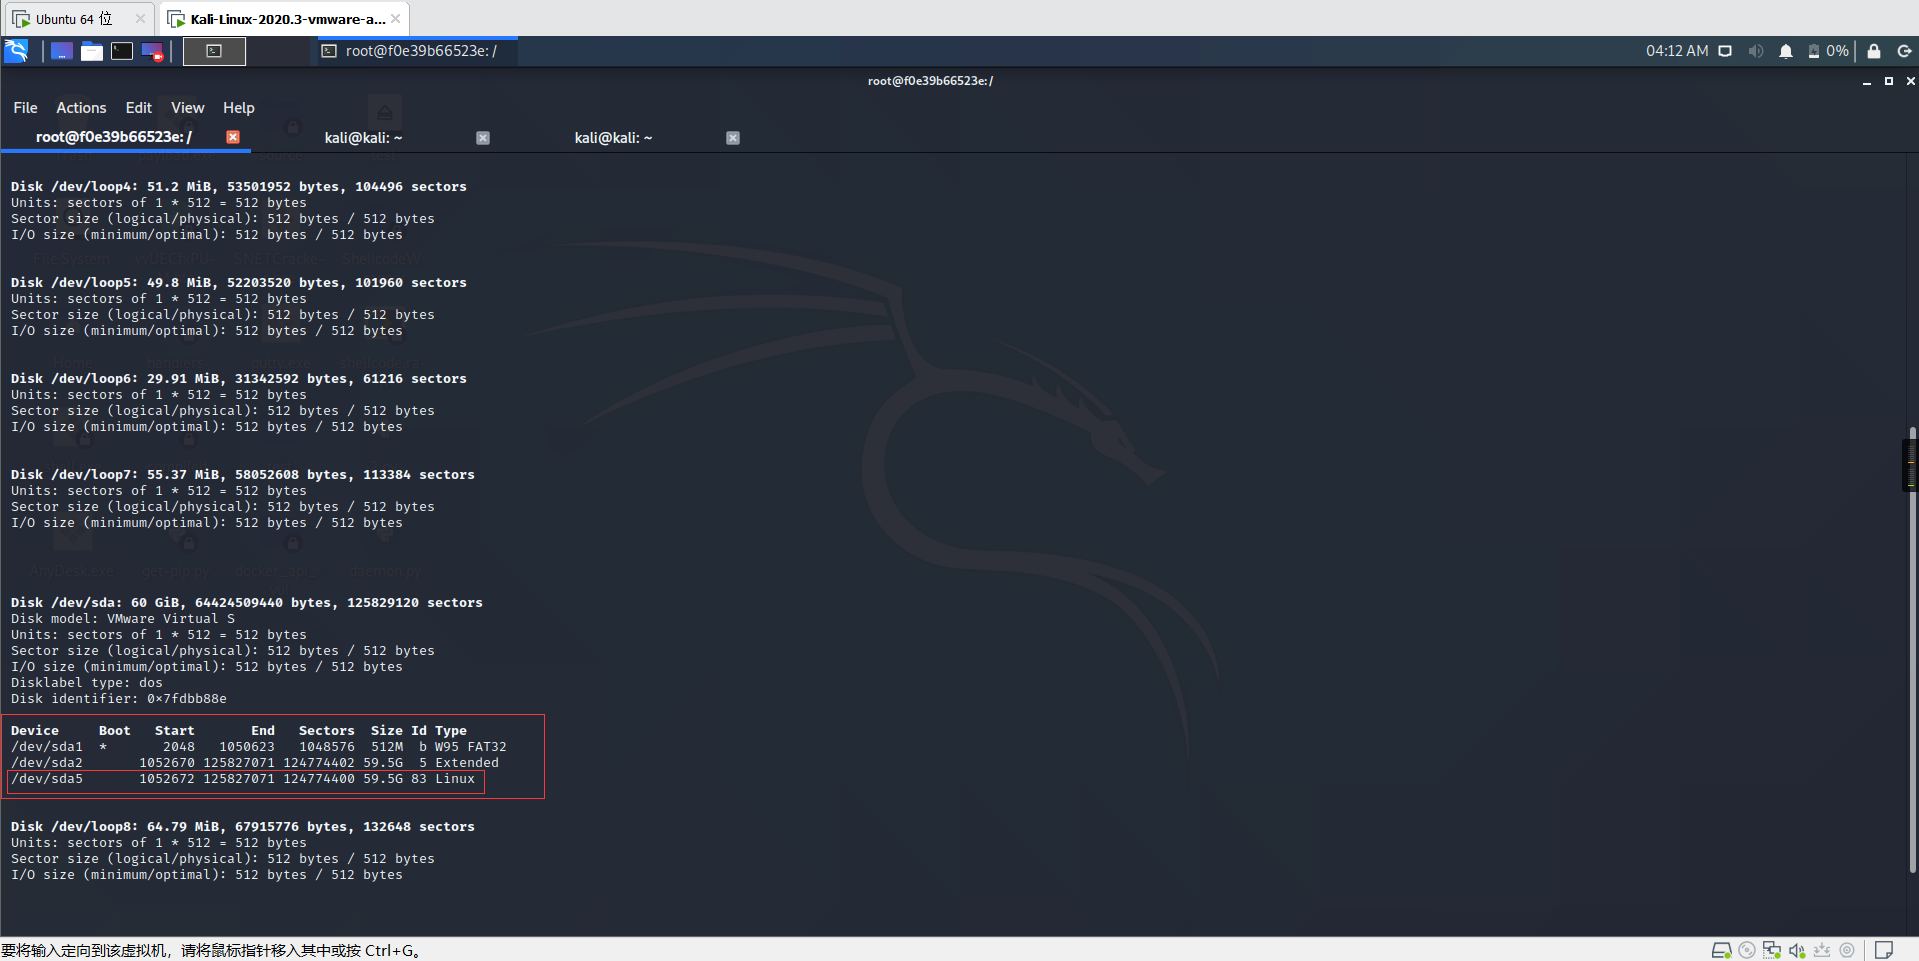 Ubuntu 64 位
Kali-Linux-2020.3-vmware-a...
root@f0e39b66523e: /
04:12 AM
0%
root@f0e39b66523e: /
File Actions Edit View Help
root@f0e39b66523e: /
kali@kali: ~
kali@kali: ~
Disk /dev/loop4: 51.2 MiB, 53501952 bytes, 104496 sectors
Units: sectors of 1 * 512 = 512 bytes
Sector size (logical/physical): 512 bytes / 512 bytes
I/O size (minimum/optimal): 512 bytes / 512 bytes
File System
Disk /dev/loop5: 49.8 MiB, 52203520 bytes, 101960 sectors
Units: sectors of 1 * 512 = 512 bytes
Sector size (logical/physical): 512 bytes / 512 bytes
I/O size (minimum/optimal): 512 bytes / 512 bytes
Home
Disk /dev/loop6: 29.91 MiB, 31342592 bytes, 61216 sectors
Units: sectors of 1 * 512 = 512 bytes
Sector size (logical/physical): 512 bytes / 512 bytes
I/O size (minimum/optimal): 512 bytes / 512 bytes
Disk /dev/loop7: 55.37 MiB, 58052608 bytes, 113384 sectors
Units: sectors of 1 * 512 = 512 bytes
Sector size (logical/physical): 512 bytes / 512 bytes
I/O size (minimum/optimal): 512 bytes / 512 bytes
AnyDesk.exe get-pip.py docker_api_ daemon.py
Disk /dev/sda: 60 GiB, 64424509440 bytes, 125829120 sectors
Disk model: VMware Virtual S
Units: sectors of 1 * 512 = 512 bytes
Sector size (logical/physical): 512 bytes / 512 bytes
I/O size (minimum/optimal): 512 bytes / 512 bytes
Disklabel type: dos
Disk identifier: 0×7fdbb88e
Device Boot Start End Sectors Size Id Type
/dev/sda1 * 2048 1050623 1048576 512M b W95 FAT32
/dev/sda2 1052670 125827071 124774402 59.5G 5 Extended
/dev/sda5 1052672 125827071 124774400 59.5G 83 Linux
Disk /dev/loop8: 64.79 MiB, 67915776 bytes, 132648 sectors
Units: sectors of 1 * 512 = 512 bytes
Sector size (logical/physical): 512 bytes / 512 bytes
I/O size (minimum/optimal): 512 bytes / 512 bytes
要将输入定向到该虚拟机，请将鼠标指针移入其中或按 Ctrl+G。